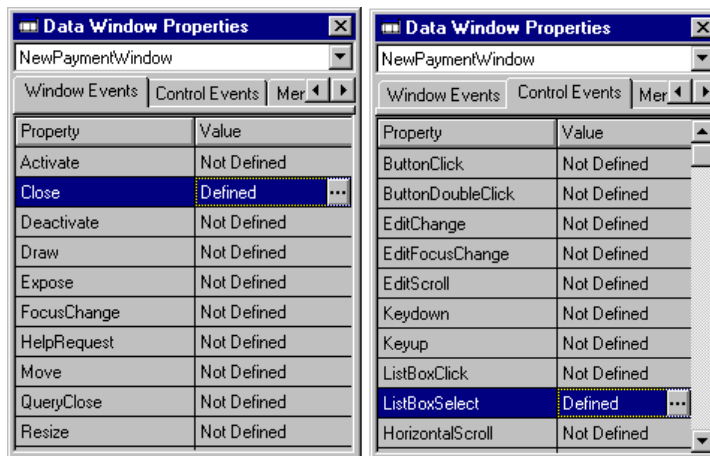 Data Window Properties
NewPaymentWindow
Window Events Control Events Mer
Property Value
Activate Not Defined
Close Defined ...
Deactivate Not Defined
Draw Not Defined
Expose Not Defined
FocusChange Not Defined
HelpRequest Not Defined
Move Not Defined
QueryClose Not Defined
Resize Not Defined
Data Window Properties
NewPaymentWindow
Window Events Control Events Mer
Property Value
ButtonClick Not Defined
ButtonDoubleClick Not Defined
EditChange Not Defined
EditFocusChange Not Defined
EditScroll Not Defined
Keydown Not Defined
Keyup Not Defined
ListBoxClick Not Defined
ListBoxSelect Defined ...
HorizontalScroll Not Defined